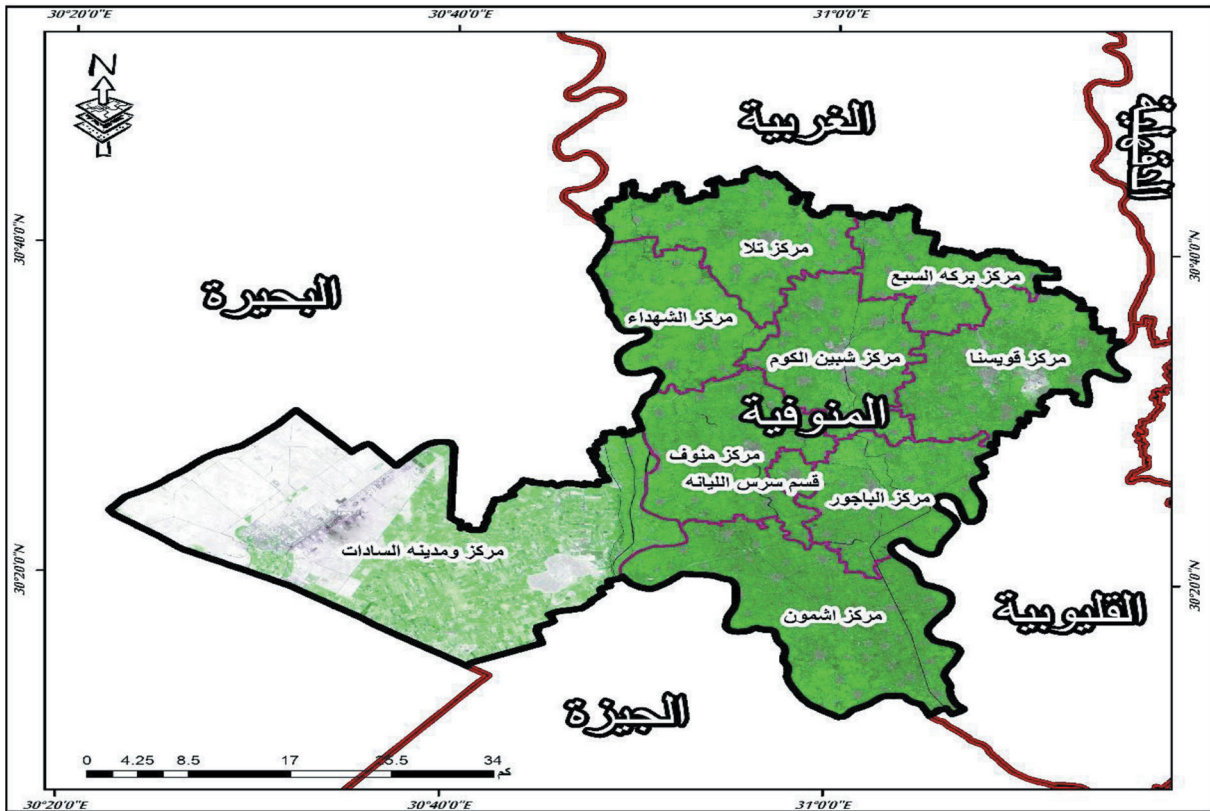 30°20'0"E 30°40'0"E 31°0'0"E
N
الغربية
الدقهلية
30°40'0"N
30°40'0"N
مركز تلا
مركز بركه السبع
البحيرة
مركز الشهداء
مركز شبين الكوم
مركز قويسنا
المنوفية
مركز منوف
قسم سرس الليانه
مركز الباجور
مركز ومدينه السادات
30°20'0"N
30°20'0"N
مركز اشمون
القليوبية
الجيزة
0 4.25 8.5 17 25.5 34
كم
30°20'0"E 30°40'0"E 31°0'0"E